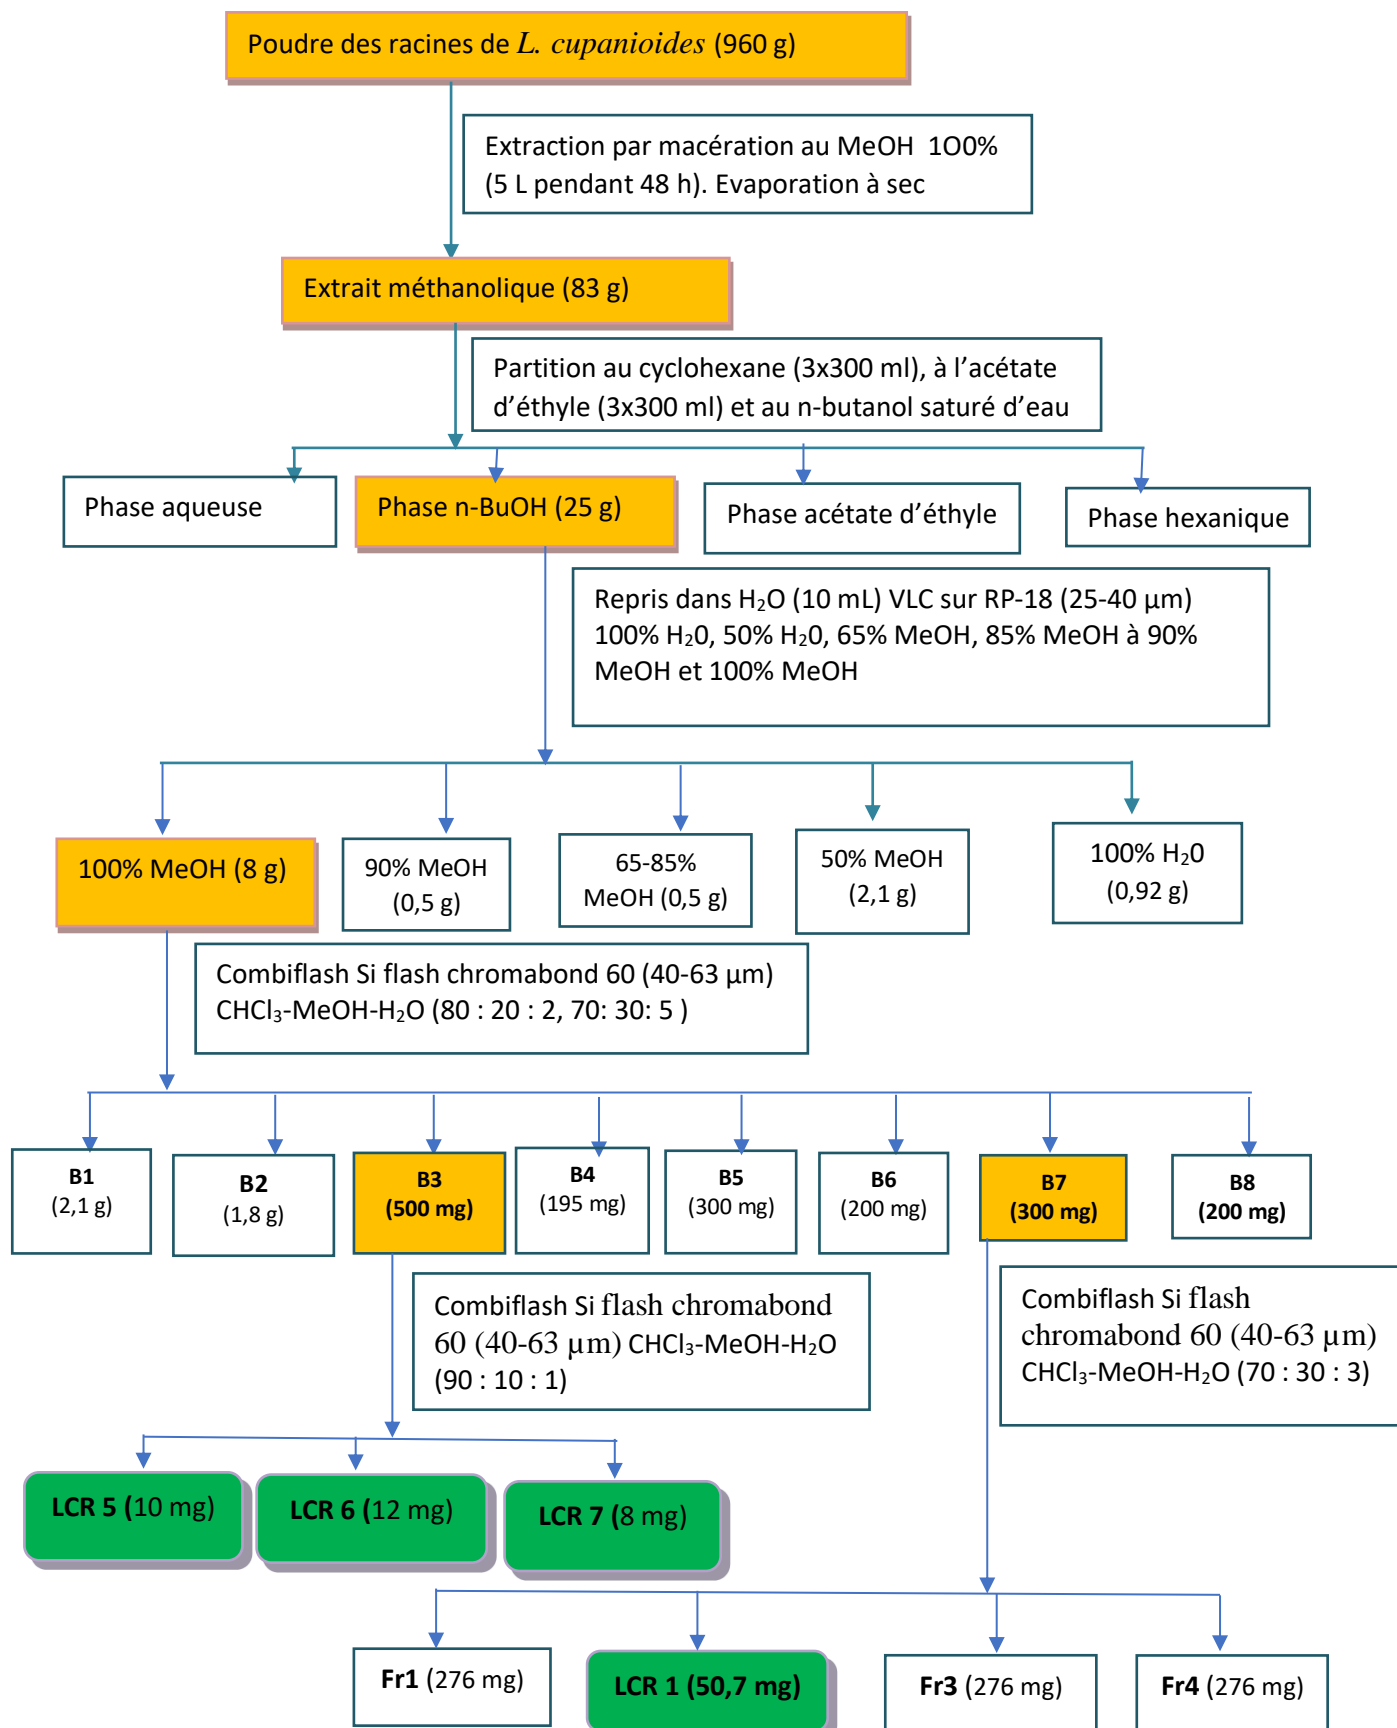 Poudre des racines de L. cupanioides (960 g)
Extraction par macération au MeOH 1O0%
(5 L pendant 48 h). Evaporation à sec
Extrait méthanolique (83 g)
Partition au cyclohexane (3x300 ml), à l’acétate
d’éthyle (3x300 ml) et au n-butanol saturé d’eau
Phase aqueuse
Phase n-BuOH (25 g)
Phase acétate d’éthyle
Phase hexanique
Repris dans H₂O (10 mL) VLC sur RP-18 (25-40 µm)
100% H₂0, 50% H₂0, 65% MeOH, 85% MeOH à 90%
MeOH et 100% MeOH
100% MeOH (8 g)
90% MeOH
(0,5 g)
65-85%
MeOH (0,5 g)
50% MeOH
(2,1 g)
100% H₂0
(0,92 g)
Combiflash Si flash chromabond 60 (40-63 µm)
CHCl₃-MeOH-H₂O (80 : 20 : 2, 70: 30: 5 )
B1
(2,1 g)
B2
(1,8 g)
B3
(500 mg)
B4
(195 mg)
B5
(300 mg)
B6
(200 mg)
B7
(300 mg)
B8
(200 mg)
Combiflash Si flash chromabond
60 (40-63 µm) CHCl₃-MeOH-H₂O
(90 : 10 : 1)
Combiflash Si flash
chromabond 60 (40-63 µm)
CHCl₃-MeOH-H₂O (70 : 30 : 3)
LCR 5 (10 mg)
LCR 6 (12 mg)
LCR 7 (8 mg)
Fr1 (276 mg)
LCR 1 (50,7 mg)
Fr3 (276 mg)
Fr4 (276 mg)